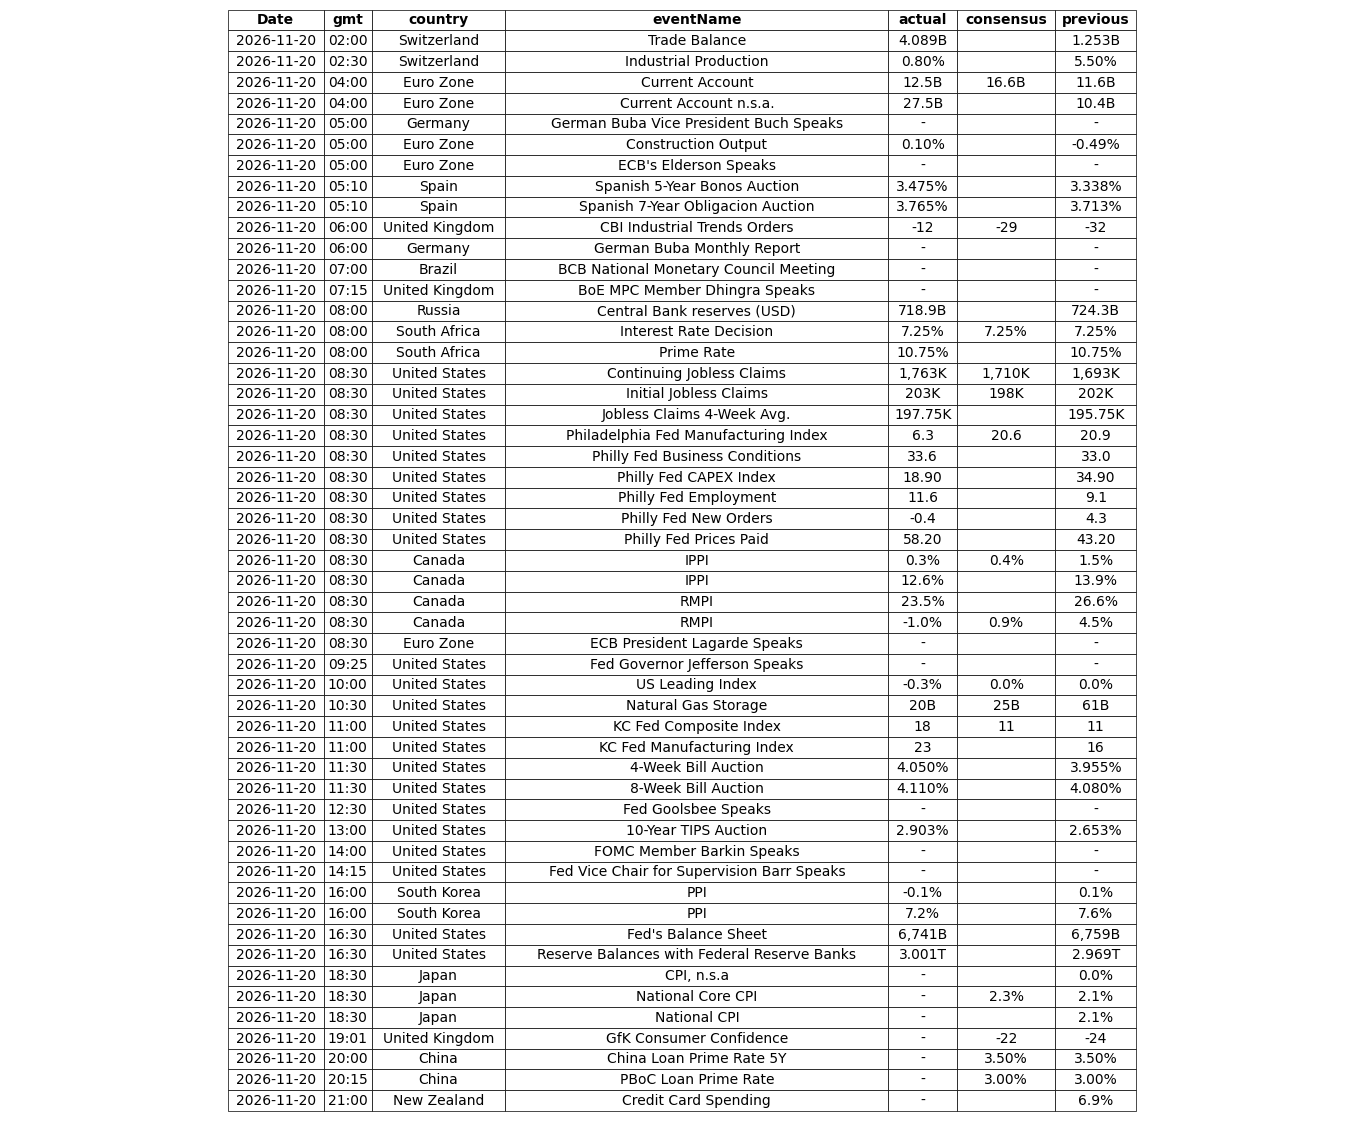 Date gmt country eventName actual consensus previous
2026-11-20 02:00 Switzerland Trade Balance 4.089B 1.253B
2026-11-20 02:30 Switzerland Industrial Production 0.80% 5.50%
2026-11-20 04:00 Euro Zone Current Account 12.5B 16.6B 11.6B
2026-11-20 04:00 Euro Zone Current Account n.s.a. 27.5B 10.4B
2026-11-20 05:00 Germany German Buba Vice President Buch Speaks - -
2026-11-20 05:00 Euro Zone Construction Output 0.10% -0.49%
2026-11-20 05:00 Euro Zone ECB's Elderson Speaks - -
2026-11-20 05:10 Spain Spanish 5-Year Bonos Auction 3.475% 3.338%
2026-11-20 05:10 Spain Spanish 7-Year Obligacion Auction 3.765% 3.713%
2026-11-20 06:00 United Kingdom CBI Industrial Trends Orders -12 -29 -32
2026-11-20 06:00 Germany German Buba Monthly Report - -
2026-11-20 07:00 Brazil BCB National Monetary Council Meeting - -
2026-11-20 07:15 United Kingdom BoE MPC Member Dhingra Speaks - -
2026-11-20 08:00 Russia Central Bank reserves (USD) 718.9B 724.3B
2026-11-20 08:00 South Africa Interest Rate Decision 7.25% 7.25% 7.25%
2026-11-20 08:00 South Africa Prime Rate 10.75% 10.75%
2026-11-20 08:30 United States Continuing Jobless Claims 1,763K 1,710K 1,693K
2026-11-20 08:30 United States Initial Jobless Claims 203K 198K 202K
2026-11-20 08:30 United States Jobless Claims 4-Week Avg. 197.75K 195.75K
2026-11-20 08:30 United States Philadelphia Fed Manufacturing Index 6.3 20.6 20.9
2026-11-20 08:30 United States Philly Fed Business Conditions 33.6 33.0
2026-11-20 08:30 United States Philly Fed CAPEX Index 18.90 34.90
2026-11-20 08:30 United States Philly Fed Employment 11.6 9.1
2026-11-20 08:30 United States Philly Fed New Orders -0.4 4.3
2026-11-20 08:30 United States Philly Fed Prices Paid 58.20 43.20
2026-11-20 08:30 Canada IPPI 0.3% 0.4% 1.5%
2026-11-20 08:30 Canada IPPI 12.6% 13.9%
2026-11-20 08:30 Canada RMPI 23.5% 26.6%
2026-11-20 08:30 Canada RMPI -1.0% 0.9% 4.5%
2026-11-20 08:30 Euro Zone ECB President Lagarde Speaks - -
2026-11-20 09:25 United States Fed Governor Jefferson Speaks - -
2026-11-20 10:00 United States US Leading Index -0.3% 0.0% 0.0%
2026-11-20 10:30 United States Natural Gas Storage 20B 25B 61B
2026-11-20 11:00 United States KC Fed Composite Index 18 11 11
2026-11-20 11:00 United States KC Fed Manufacturing Index 23 16
2026-11-20 11:30 United States 4-Week Bill Auction 4.050% 3.955%
2026-11-20 11:30 United States 8-Week Bill Auction 4.110% 4.080%
2026-11-20 12:30 United States Fed Goolsbee Speaks - -
2026-11-20 13:00 United States 10-Year TIPS Auction 2.903% 2.653%
2026-11-20 14:00 United States FOMC Member Barkin Speaks - -
2026-11-20 14:15 United States Fed Vice Chair for Supervision Barr Speaks - -
2026-11-20 16:00 South Korea PPI -0.1% 0.1%
2026-11-20 16:00 South Korea PPI 7.2% 7.6%
2026-11-20 16:30 United States Fed's Balance Sheet 6,741B 6,759B
2026-11-20 16:30 United States Reserve Balances with Federal Reserve Banks 3.001T 2.969T
2026-11-20 18:30 Japan CPI, n.s.a - 0.0%
2026-11-20 18:30 Japan National Core CPI - 2.3% 2.1%
2026-11-20 18:30 Japan National CPI - 2.1%
2026-11-20 19:01 United Kingdom GfK Consumer Confidence - -22 -24
2026-11-20 20:00 China China Loan Prime Rate 5Y - 3.50% 3.50%
2026-11-20 20:15 China PBoC Loan Prime Rate - 3.00% 3.00%
2026-11-20 21:00 New Zealand Credit Card Spending - 6.9%